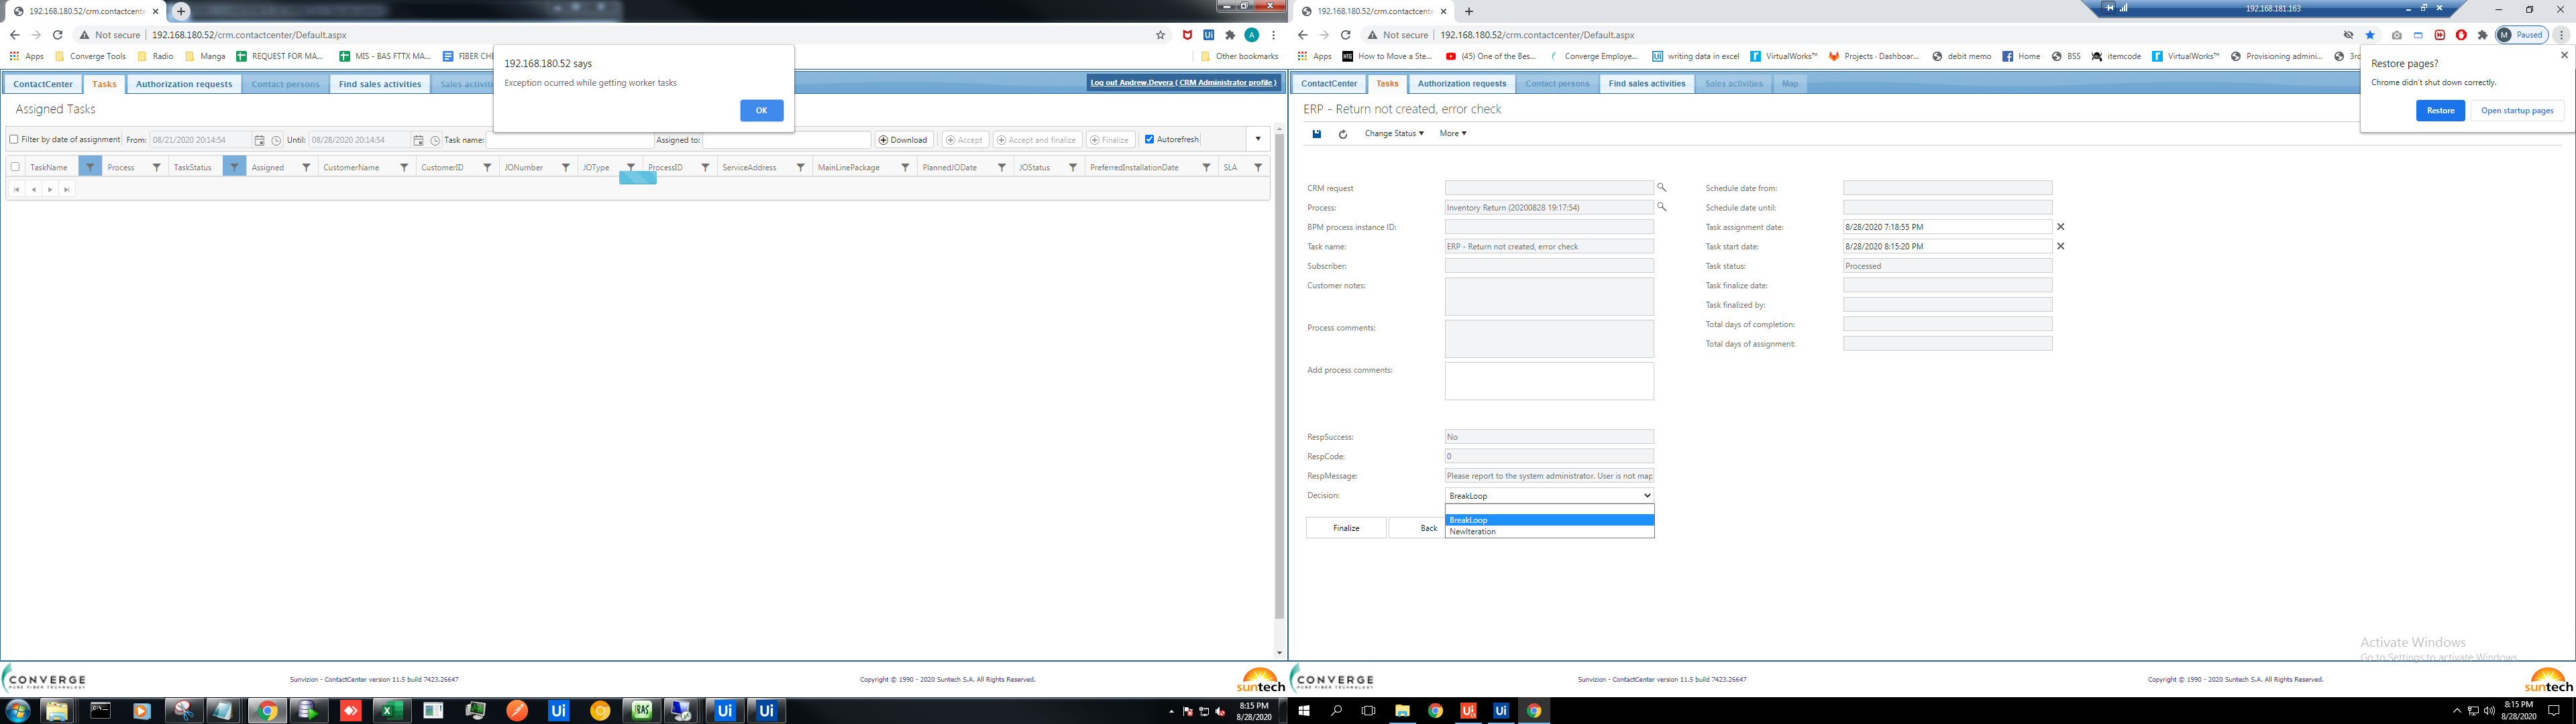 192.168.180.52/crm.contactcente
Not secure 192.168.180.52/crm.contactcenter/Default.aspx
Apps Converge Tools Radio Manga REQUEST FOR MA... MIS - BAS FTTX MA... FIBER CHE Other bookmarks
192.168.180.52 says
Exception ocurred while getting worker tasks
OK
ContactCenter Tasks Authorization requests Contact persons Find sales activities Sales activiti
Log out Andrew.Devera ( CRM Administrator profile )
Assigned Tasks
Filter by date of assignment From: 08/21/2020 20:14:54 Until: 08/28/2020 20:14:54 Task name: Assigned to: Download Accept Accept and finalize Finalize Autorefresh
TaskName Process TaskStatus Assigned CustomerName CustomerID JONumber JOType ProcessID ServiceAddress MainLinePackage PlannedJODate JOStatus PreferredInstallationDate SLA
CONVERGE
PURE FIBER TECHNOLOGY
Sunvizion - ContactCenter version 11.5 build 7423.26647
Copyright © 1990 - 2020 Suntech S.A. All Rights Reserved.
suntech
8:15 PM
8/28/2020
192.168.180.52/crm.contactcente
192.168.181.163
Not secure 192.168.180.52/crm.contactcenter/Default.aspx
M Paused
Apps How to Move a Ste... (45) One of the Bes... Converge Employe... writing data in excel VirtualWorks™ Projects - Dashboar... debit memo Home BSS itemcode VirtualWorks™ Provisioning admini... 3rc
Restore pages?
Chrome didn't shut down correctly.
Restore Open startup pages
ContactCenter Tasks Authorization requests Contact persons Find sales activities Sales activities Map
ERP - Return not created, error check
Change Status More
CRM request
Process: Inventory Return (20200828 19:17:54)
BPM process instance ID:
Task name: ERP - Return not created, error check
Subscriber:
Customer notes:
Process comments:
Add process comments:
Schedule date from:
Schedule date until:
Task assignment date: 8/28/2020 7:18:55 PM
Task start date: 8/28/2020 8:15:20 PM
Task status: Processed
Task finalize date:
Task finalized by:
Total days of completion:
Total days of assignment:
RespSuccess: No
RespCode: 0
RespMessage: Please report to the system administrator. User is not map
Decision: BreakLoop
BreakLoop
NewIteration
Finalize Back
Activate Windows
Go to Settings to activate Windows.
CONVERGE
PURE FIBER TECHNOLOGY
Sunvizion - ContactCenter version 11.5 build 7423.26647
Copyright © 1990 - 2020 Suntech S.A. All Rights Reserved.
suntech
8:15 PM
8/28/2020